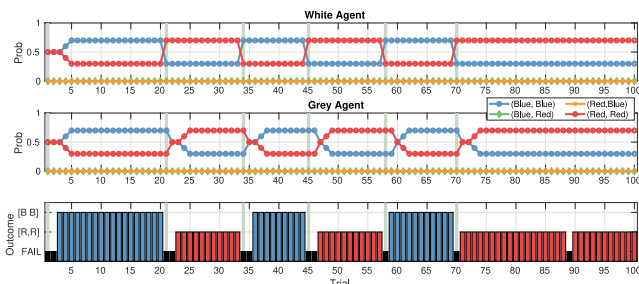 White Agent
1
0.5
0
Prob
5 10 15 20 25 30 35 40 45 50 55 60 65 70 75 80 85 90 95 100
Grey Agent
(Blue, Blue) (Red,Blue)
(Blue, Red) (Red, Red)
1
0.5
0
Prob
5 10 15 20 25 30 35 40 45 50 55 60 65 70 75 80 85 90 95 100
[B B]
[R,R]
FAIL
Outcome
5 10 15 20 25 30 35 40 45 50 55 60 65 70 75 80 85 90 95 100
Trial